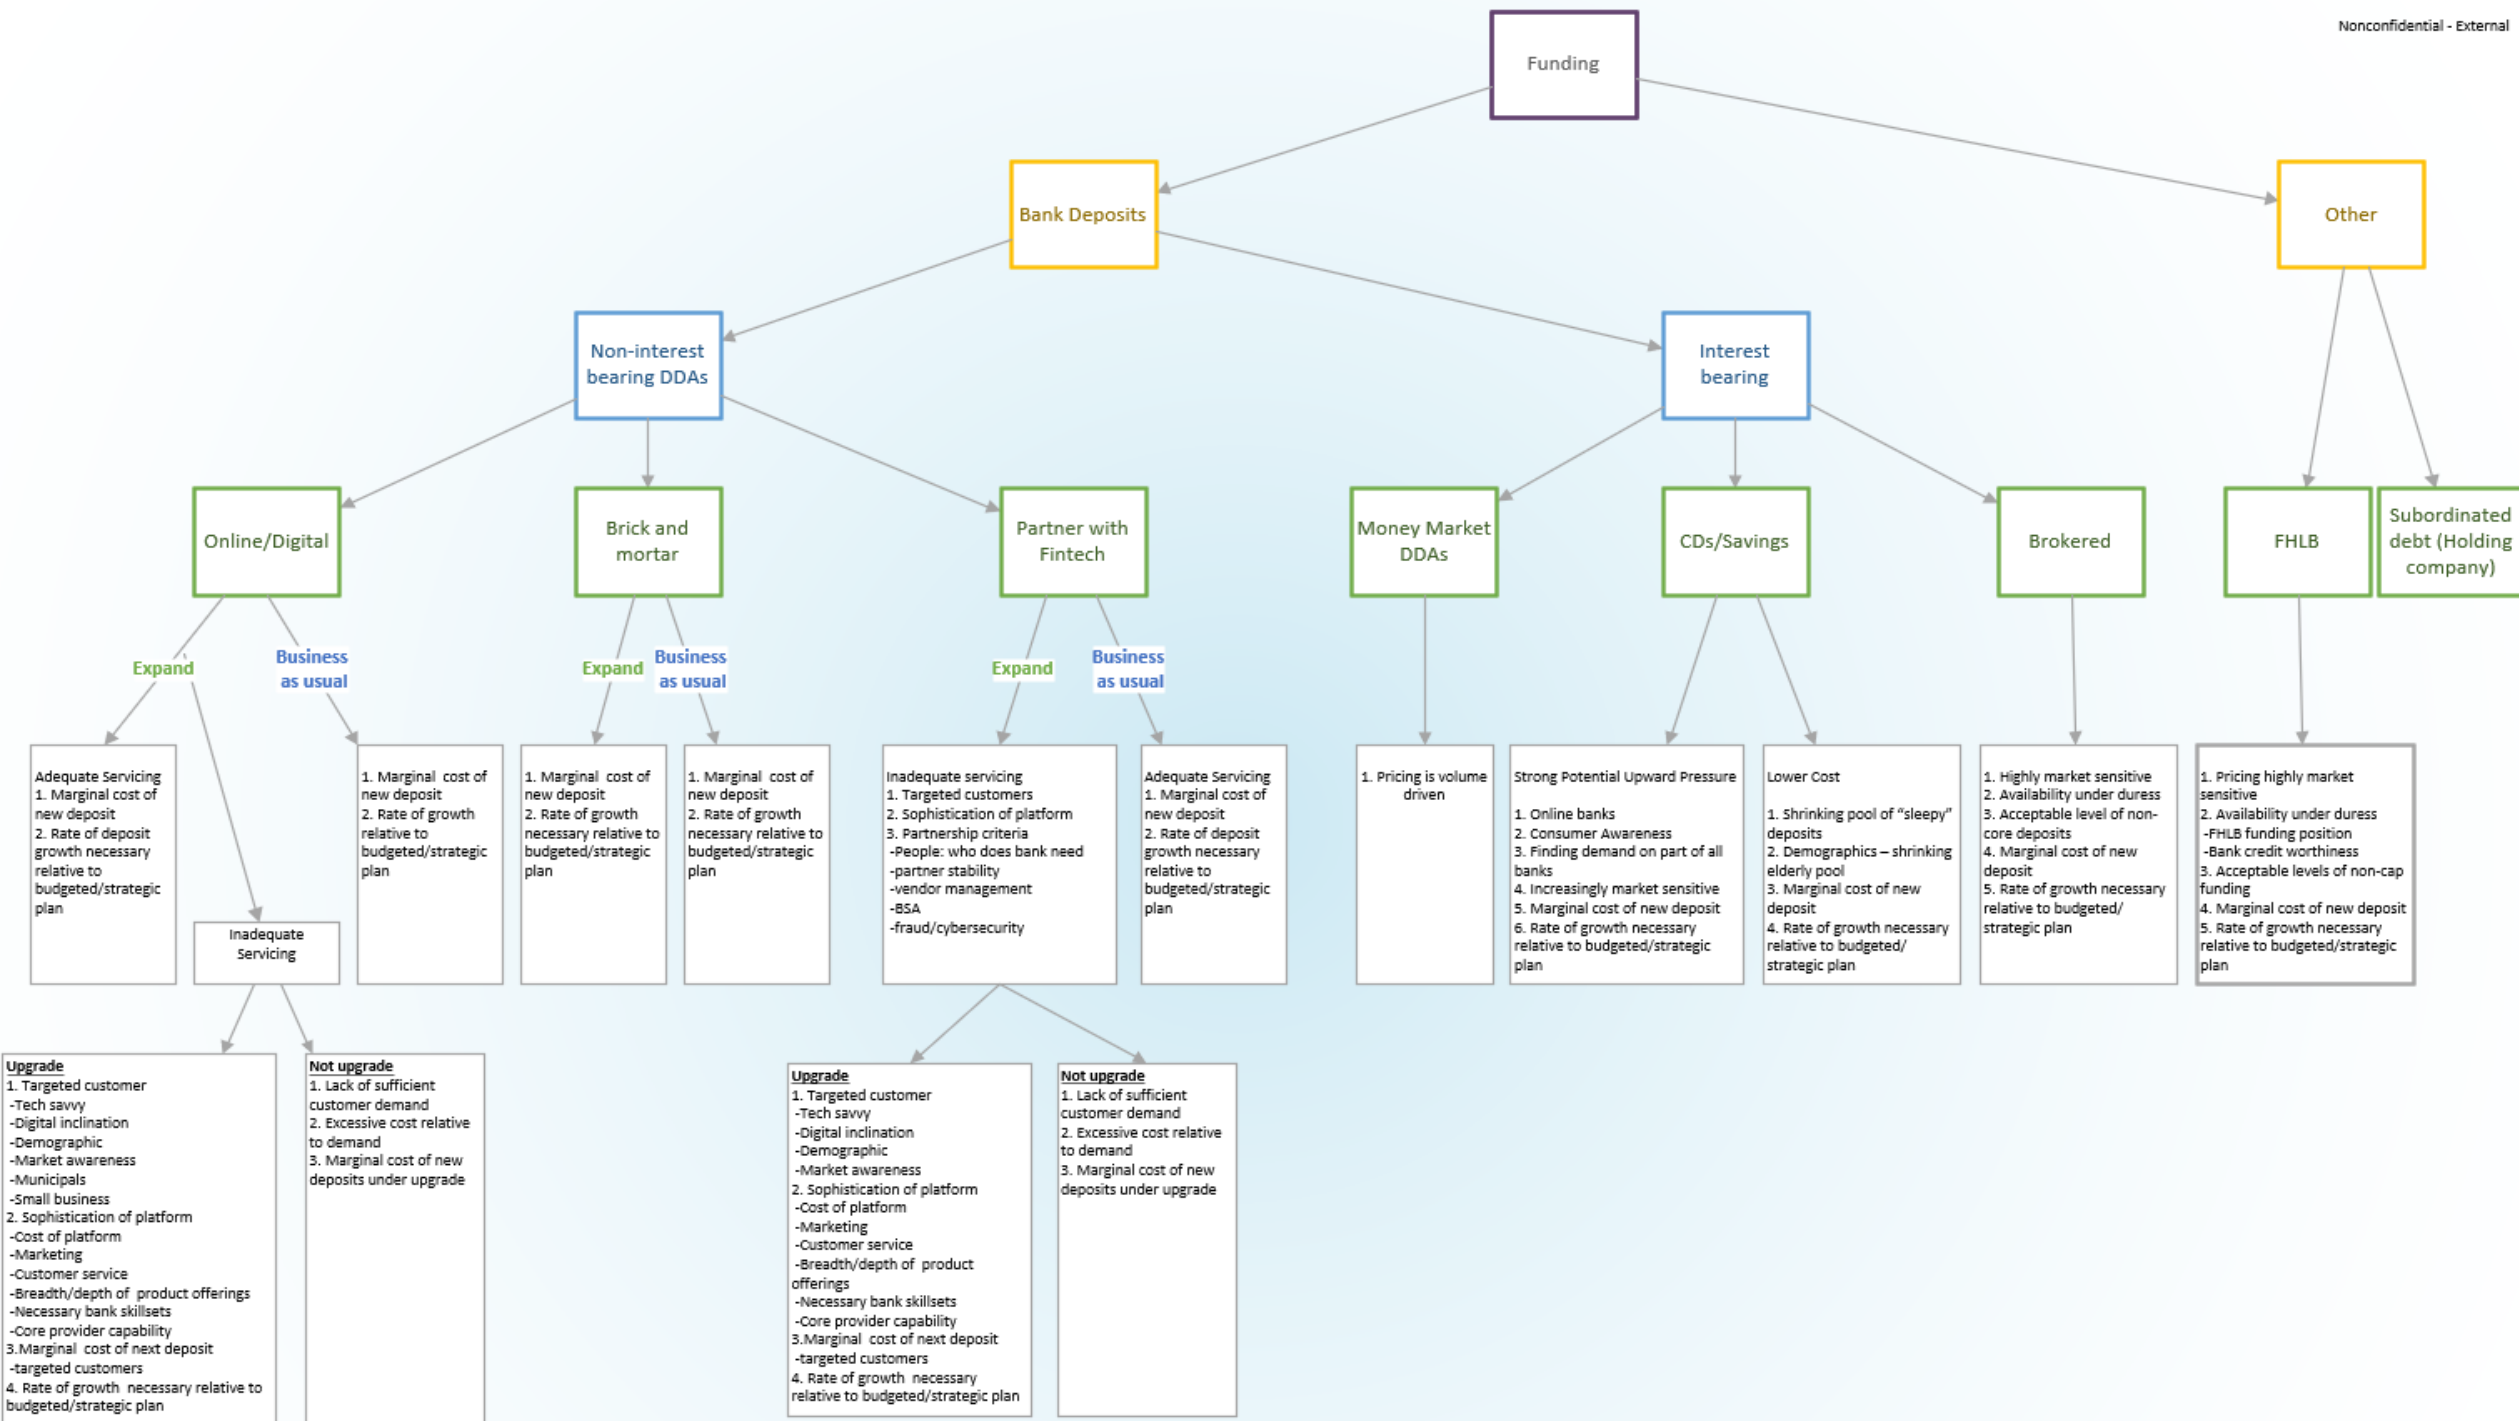 Nonconfidential - External
Funding
Bank Deposits
Other
Non-interest
bearing DDAs
Interest
bearing
Online/Digital
Brick and
mortar
Partner with
Fintech
Money Market
DDAs
CDs/Savings
Brokered
FHLB
Subordinated
debt (Holding
company)
Expand
Business
as usual
Expand
Business
as usual
Expand
Business
as usual
Adequate Servicing
1. Marginal cost of
new deposit
2. Rate of deposit
growth necessary
relative to
budgeted/strategic
plan
Inadequate
Servicing
1. Marginal  cost of
new deposit
2. Rate of growth
relative to
budgeted/strategic
plan
1. Marginal  cost of
new deposit
2. Rate of growth
necessary relative to
budgeted/strategic
plan
1. Marginal  cost of
new deposit
2. Rate of growth
necessary relative to
budgeted/strategic
plan
Inadequate servicing
1. Targeted customers
2. Sophistication of platform
3. Partnership criteria
-People: who does bank need
-partner stability
-vendor management
-BSA
-fraud/cybersecurity
Adequate Servicing
1. Marginal cost of
new deposit
2. Rate of deposit
growth necessary
relative to
budgeted/strategic
plan
1. Pricing is volume
driven
Strong Potential Upward Pressure
1. Online banks
2. Consumer Awareness
3. Finding demand on part of all
banks
4. Increasingly market sensitive
5. Marginal cost of new deposit
6. Rate of growth necessary
relative to budgeted/strategic
plan
Lower Cost
1. Shrinking pool of “sleepy”
deposits
2. Demographics – shrinking
elderly pool
3. Marginal cost of new
deposit
4. Rate of growth necessary
relative to budgeted/
strategic plan
1. Highly market sensitive
2. Availability under duress
3. Acceptable level of non-
core deposits
4. Marginal cost of new
deposit
5. Rate of growth necessary
relative to budgeted/
strategic plan
1. Pricing highly market
sensitive
2. Availability under duress
-FHLB funding position
-Bank credit worthiness
3. Acceptable levels of non-cap
funding
4. Marginal cost of new deposit
5. Rate of growth necessary
relative to budgeted/strategic
plan
Upgrade
1. Targeted customer
-Tech savvy
-Digital inclination
-Demographic
-Market awareness
-Municipals
-Small business
2. Sophistication of platform
-Cost of platform
-Marketing
-Customer service
-Breadth/depth of  product offerings
-Necessary bank skillsets
-Core provider capability
3.Marginal  cost of next deposit
-targeted customers
4. Rate of growth  necessary relative to
budgeted/strategic plan
Not upgrade
1. Lack of sufficient
customer demand
2. Excessive cost relative
to demand
3. Marginal cost of new
deposits under upgrade
Upgrade
1. Targeted customer
-Tech savvy
-Digital inclination
-Demographic
-Market awareness
2. Sophistication of platform
-Cost of platform
-Marketing
-Customer service
-Breadth/depth of  product
offerings
-Necessary bank skillsets
-Core provider capability
3.Marginal  cost of next deposit
-targeted customers
4. Rate of growth  necessary
relative to budgeted/strategic plan
Not upgrade
1. Lack of sufficient
customer demand
2. Excessive cost relative
to demand
3. Marginal cost of new
deposits under upgrade